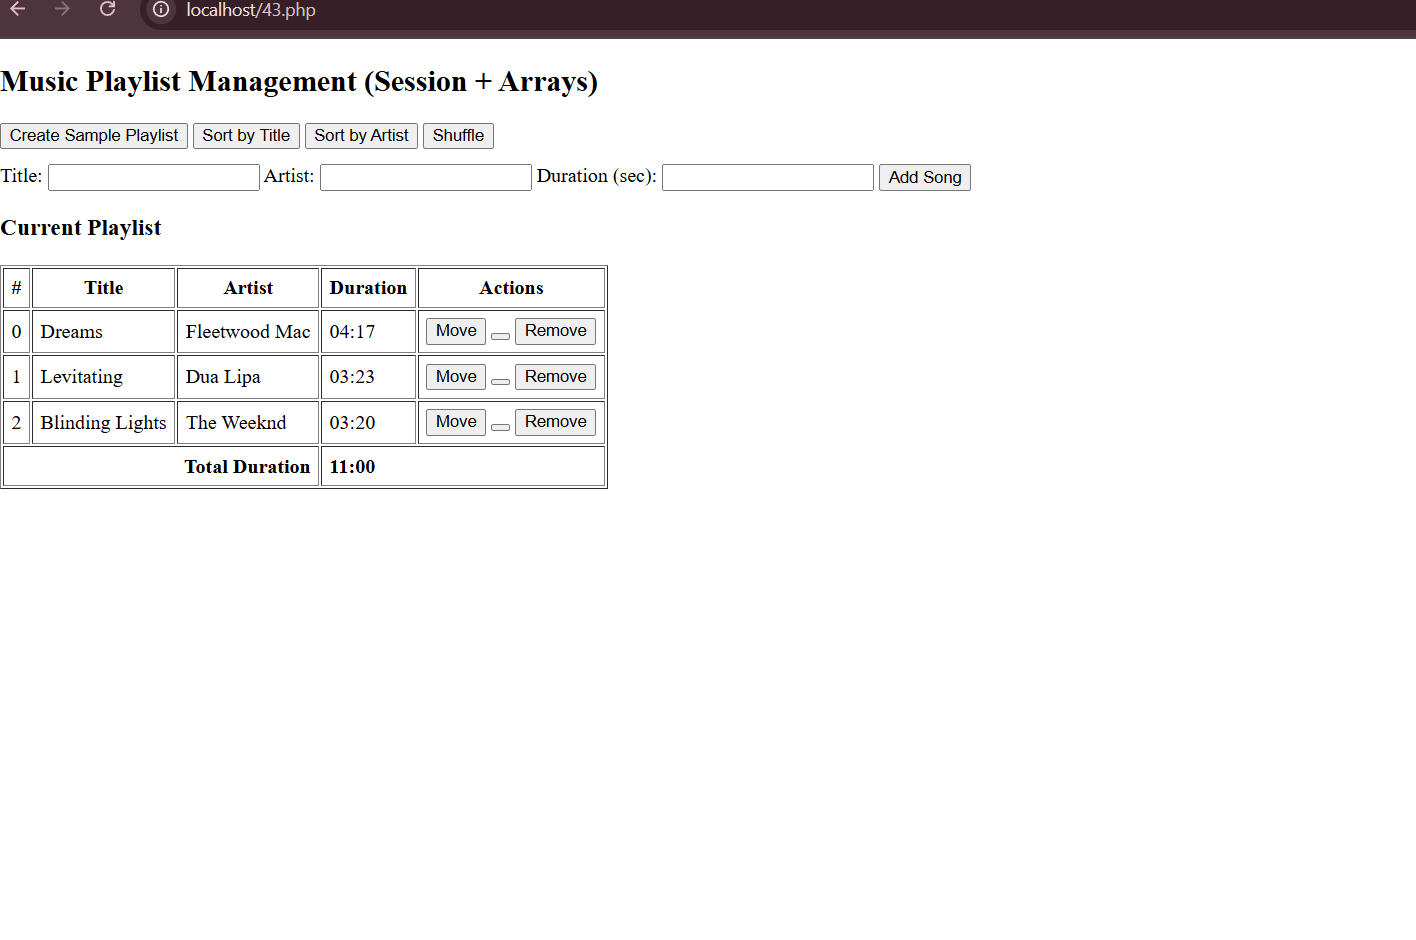 localhost/43.php
Music Playlist Management (Session + Arrays)
Create Sample Playlist Sort by Title Sort by Artist Shuffle
Title: Artist: Duration (sec): Add Song
Current Playlist
# Title Artist Duration Actions
0 Dreams Fleetwood Mac 04:17 Move Remove
1 Levitating Dua Lipa 03:23 Move Remove
2 Blinding Lights The Weeknd 03:20 Move Remove
Total Duration 11:00